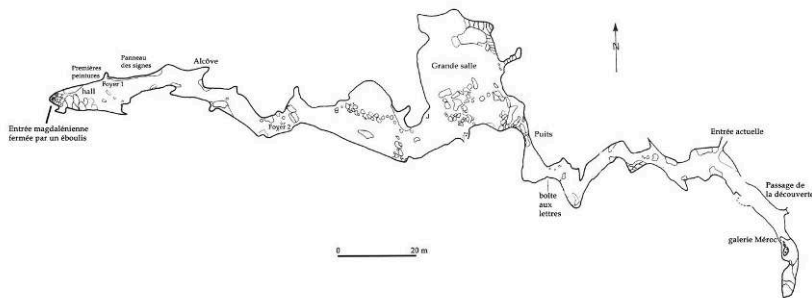 Premières
peintures
Panneau
des signes
Alcôve
Foyer 1
hall
Entrée magdalénienne
fermée par un éboulis
Foyer 2
Grande salle
J
N
Puits
boîte
aux
lettres
Entrée actuelle
Passage de
la découverte
galerie Méroc
0
20 m